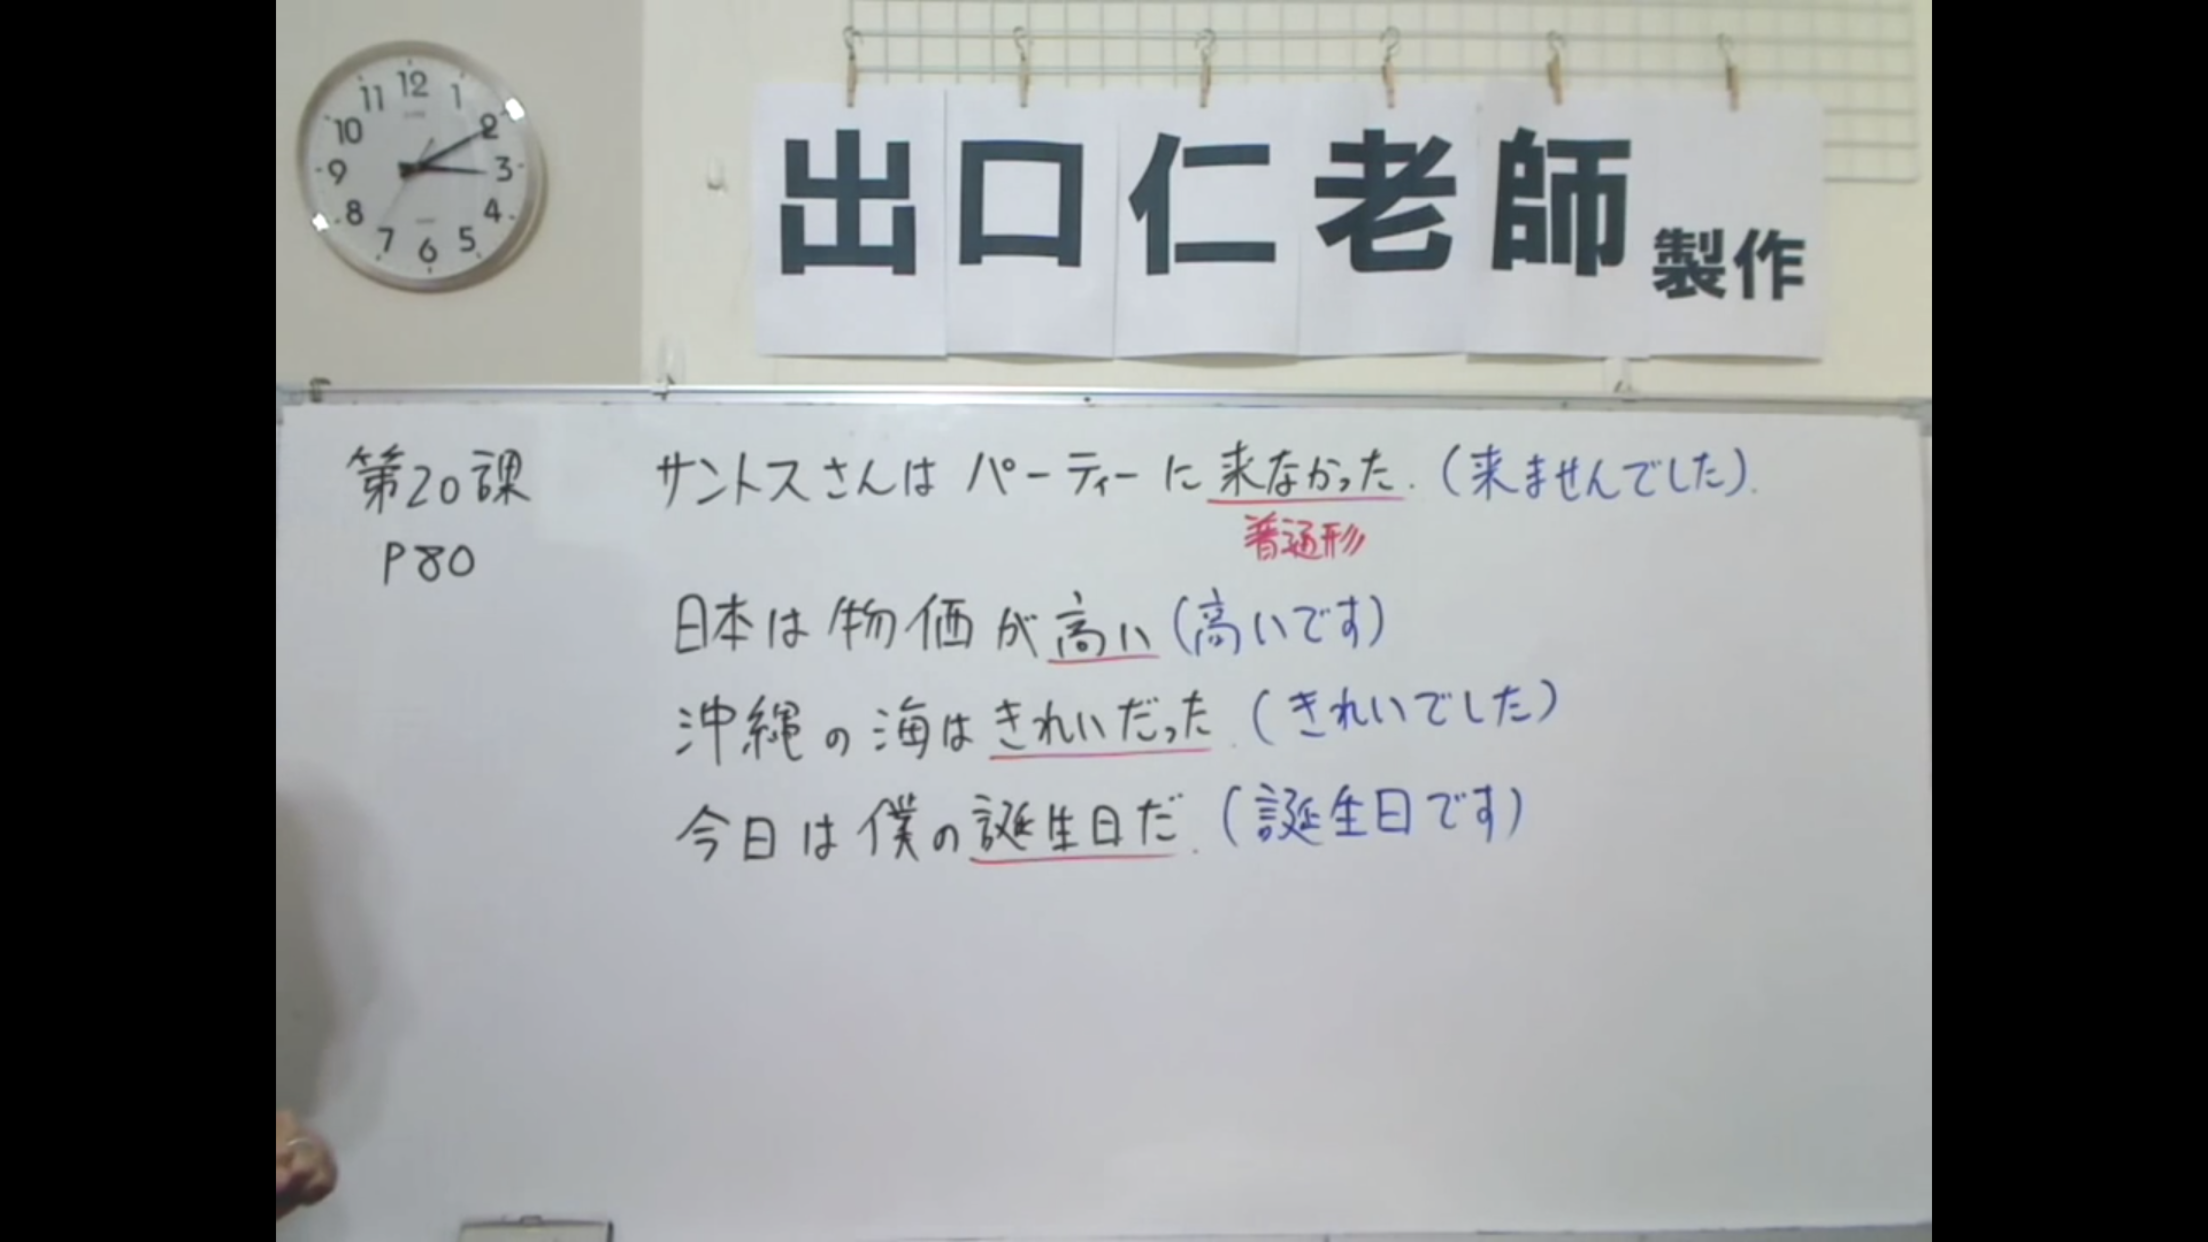 12
11 1
10 2
9 3
8 4
7 5
6
出口仁老師 製作
第20課
P80
サントスさんは パーティーに来なかった.(来ませんでした).
普通形
日本は物価が高い(高いです)
沖縄の海はきれいだった.(きれいでした)
今日は僕の誕生日だ.(誕生日です)